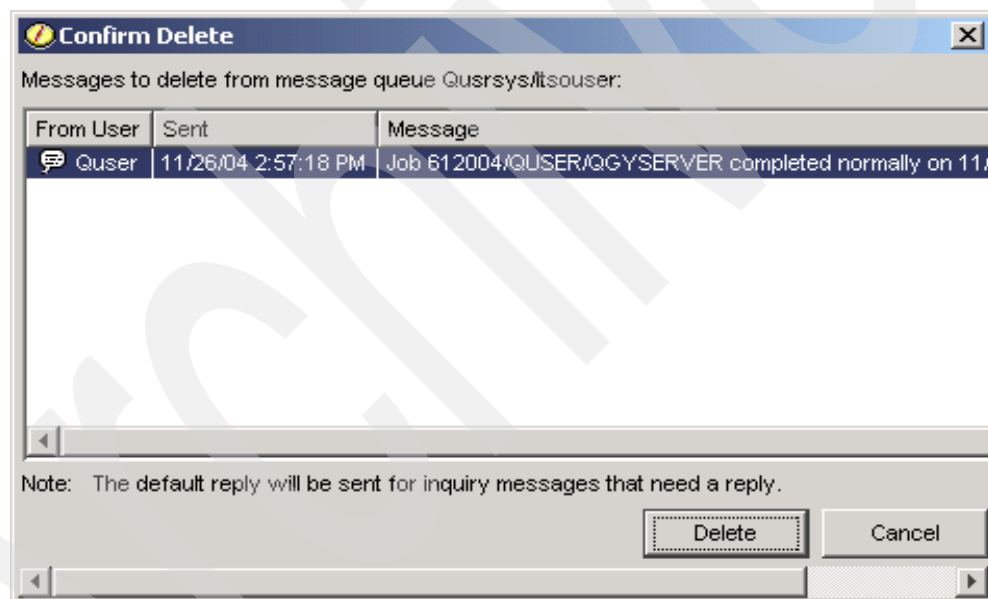 Confirm Delete
Messages to delete from message queue Qusrsys/Itsouser:
From User Sent Message
Quser 11/26/04 2:57:18 PM Job 612004/QUSER/QGYSERVER completed normally on 11/
Note: The default reply will be sent for inquiry messages that need a reply.
Delete Cancel